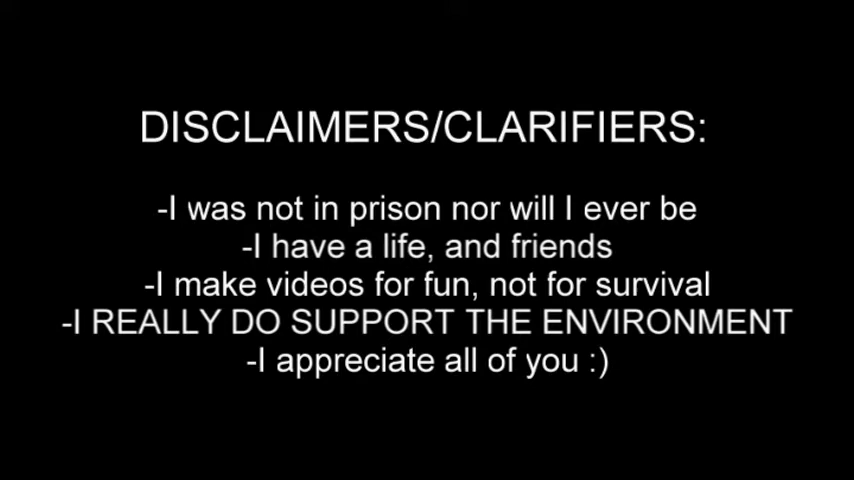 DISCLAIMERS/CLARIFIERS:
-I was not in prison nor will I ever be
-I have a life, and friends
-I make videos for fun, not for survival
-I REALLY DO SUPPORT THE ENVIRONMENT
-I appreciate all of you :)